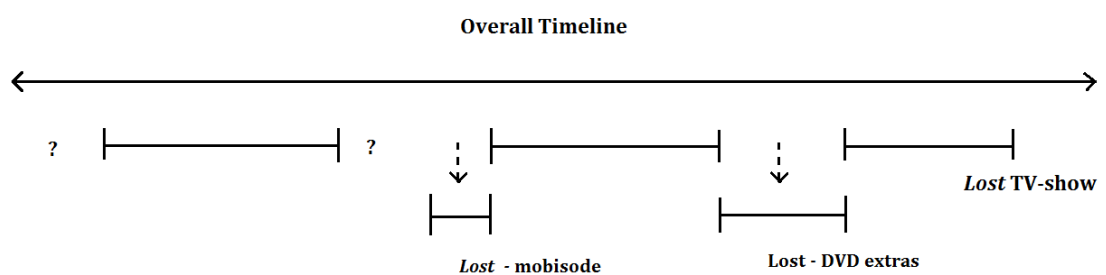 Overall Timeline
? ?
Lost TV-show
Lost - mobisode
Lost - DVD extras